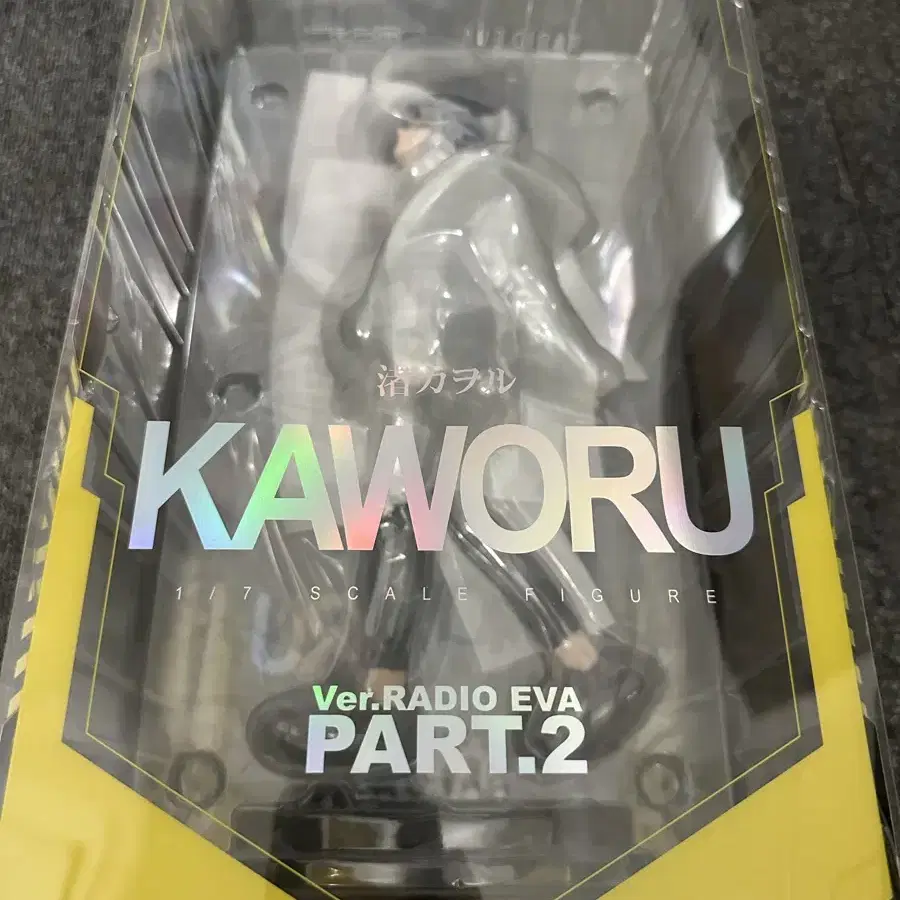 渚カヲル
KAWORU
1/7 SCALE FIGURE
Ver.RADIO EVA
PART.2